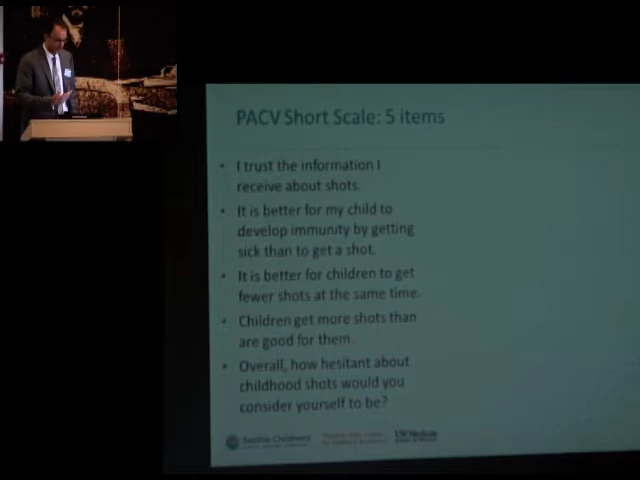 PACV Short Scale: 5 items
• I trust the information I
receive about shots.
• It is better for my child to
develop immunity by getting
sick than to get a shot.
• It is better for children to get
fewer shots at the same time.
• Children get more shots than
are good for them.
• Overall, how hesitant about
childhood shots would you
consider yourself to be?
Seattle Children's
UW Medicine